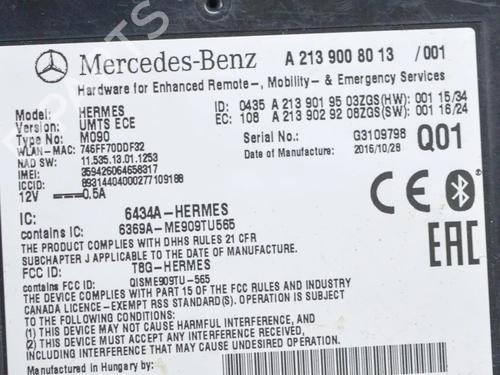 Mercedes-Benz A 213 900 80 13 /001
Hardware for Enhanced Remote-, Mobility- & Emergency Services
Model: HERMES ID: 0435 A 213 901 95 03ZGS(HW): 001 15/34
Version: UMTS ECE EC: 108 A 213 902 92 08ZGS(SW): 001 16/24
Type No: M090
WLAN-MAC: 746FF70DDF32 Serial No: G3109798 Q01
NAD SW: 11.535.13.01.1253 Date of Manufacture: 2016/10/28
IMEI: 359426064658317
ICCID: 89314404000277109188
12V 0.5A
IC: 6434A-HERMES
contains IC: 6369A-ME909TU565
THE PRODUCT COMPLIES WITH DHHS RULES 21 CFR
SUBCHAPTER J APPLICABLE TO THE DATE OF MANUFACTURE
FCC ID: T8G-HERMES
contains FCC ID: QISME909TU-565
THE DEVICE COMPLIES WITH PART 15 OF THE FCC RULES AND INDUSTRY
CANADA LICENCE-EXEMPT RSS STANDARD(S). OPERATION IS
SUBJECT TO THE FOLLOWING TWO CONDITIONS:
(1) THIS DEVICE MAY NOT CAUSE HARMFUL INTERFERENCE, AND
(2) THIS DEVICE MUST ACCEPT ANY INTERFERENCE RECEIVED,
INCLUDING INTERFERENCE THAT MAY CAUSE UNDESIRED OPERATION.
Manufactured in Hungary by:
CE
EAC